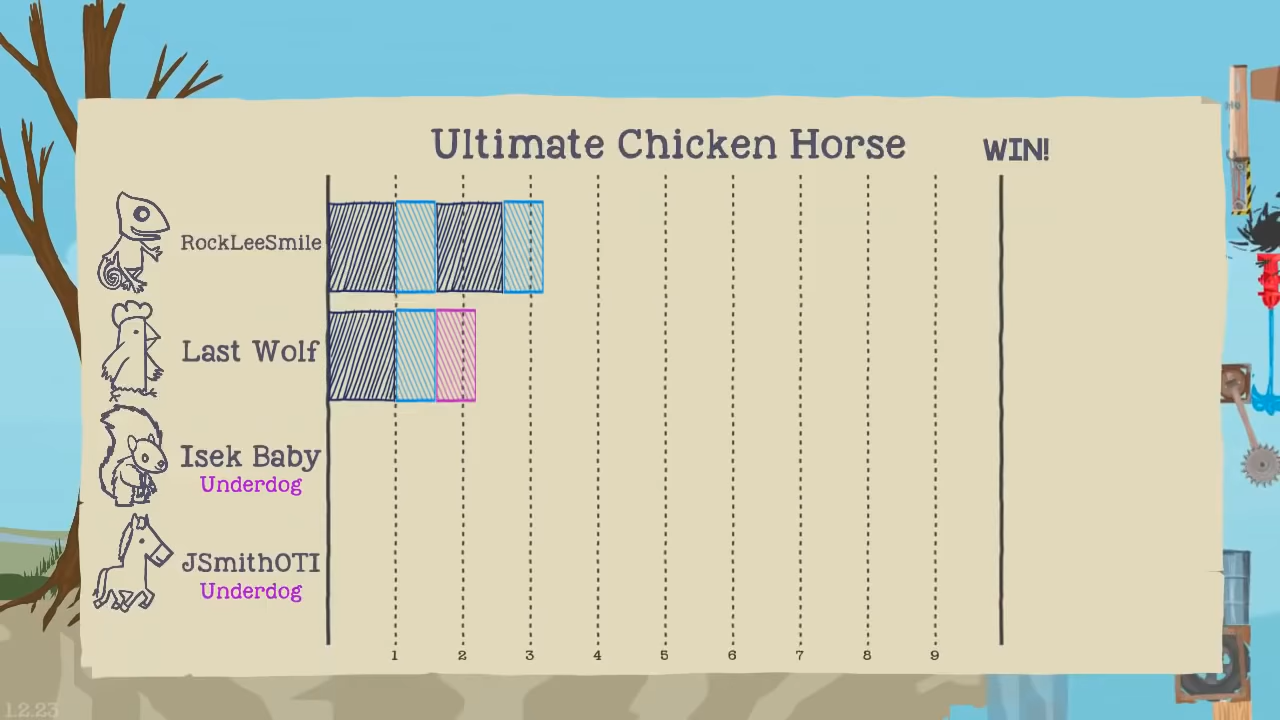 Ultimate Chicken Horse
WIN!
RockLeeSmile
Last Wolf
Isek Baby
Underdog
JSmithOTI
Underdog
1 2 3 4 5 6 7 8 9
1.2.23